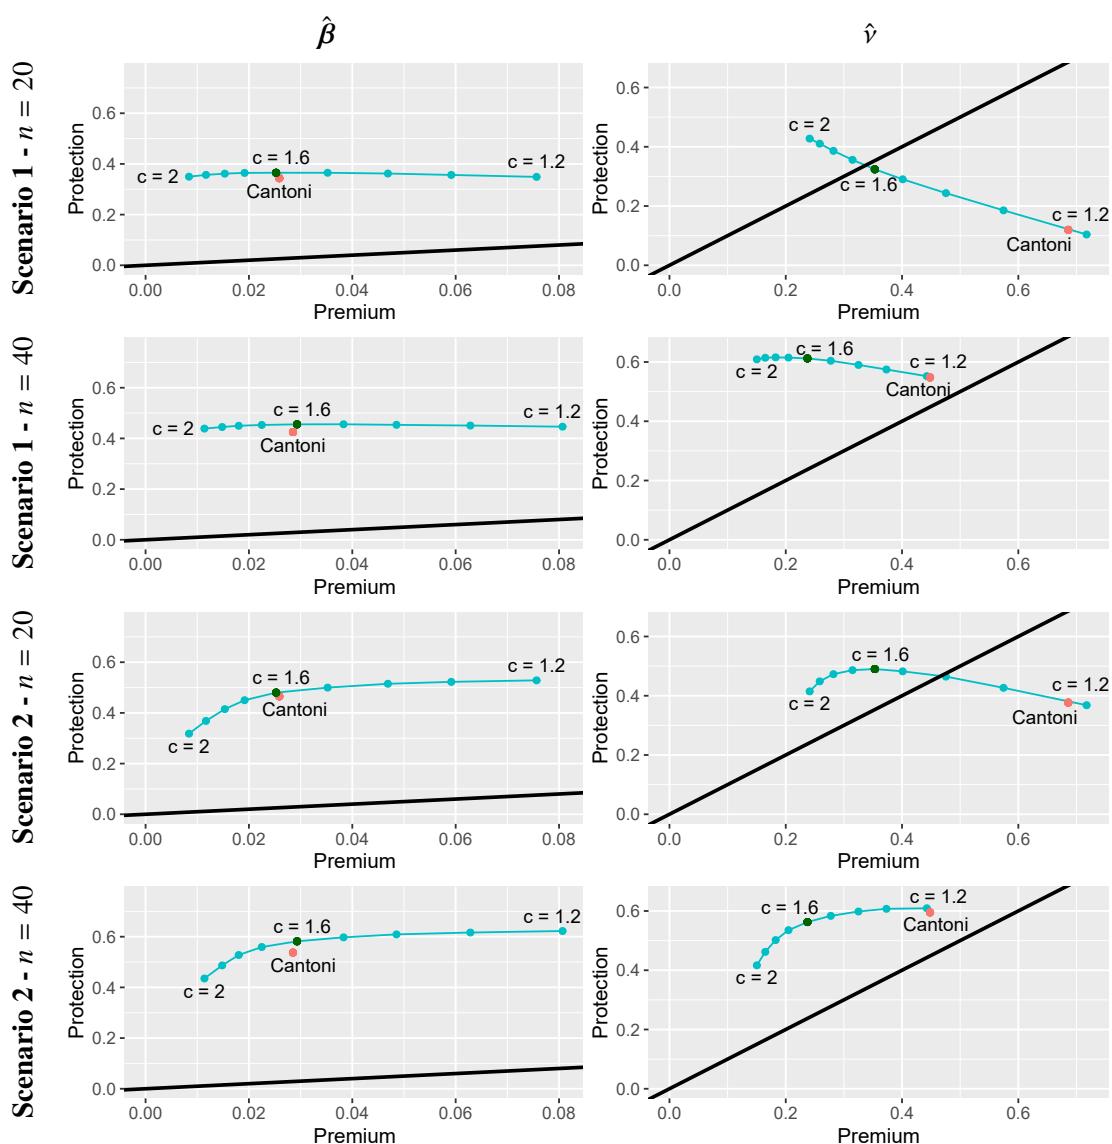 β̂ ν̂
Scenario 1 - n = 20
Protection
0.6
0.4
0.2
0.0
c = 2
c = 1.6
c = 1.2
Cantoni
0.00 0.02 0.04 0.06 0.08
Premium
Protection
0.6
0.4
0.2
0.0
c = 2
c = 1.6
c = 1.2
Cantoni
0.0 0.2 0.4 0.6
Premium
Scenario 1 - n = 40
Protection
0.6
0.4
0.2
0.0
c = 2
c = 1.6
c = 1.2
Cantoni
0.00 0.02 0.04 0.06 0.08
Premium
Protection
0.6
0.4
0.2
0.0
c = 1.6
c = 2
c = 1.2
Cantoni
0.0 0.2 0.4 0.6
Premium
Scenario 2 - n = 20
Protection
0.6
0.4
0.2
0.0
c = 1.2
c = 1.6
Cantoni
c = 2
0.00 0.02 0.04 0.06 0.08
Premium
Protection
0.6
0.4
0.2
0.0
c = 1.6
c = 2
c = 1.2
Cantoni
0.0 0.2 0.4 0.6
Premium
Scenario 2 - n = 40
Protection
0.6
0.4
0.2
0.0
c = 1.6
c = 1.2
Cantoni
c = 2
0.00 0.02 0.04 0.06 0.08
Premium
Protection
0.6
0.4
0.2
0.0
c = 1.6
c = 1.2
Cantoni
c = 2
0.0 0.2 0.4 0.6
Premium